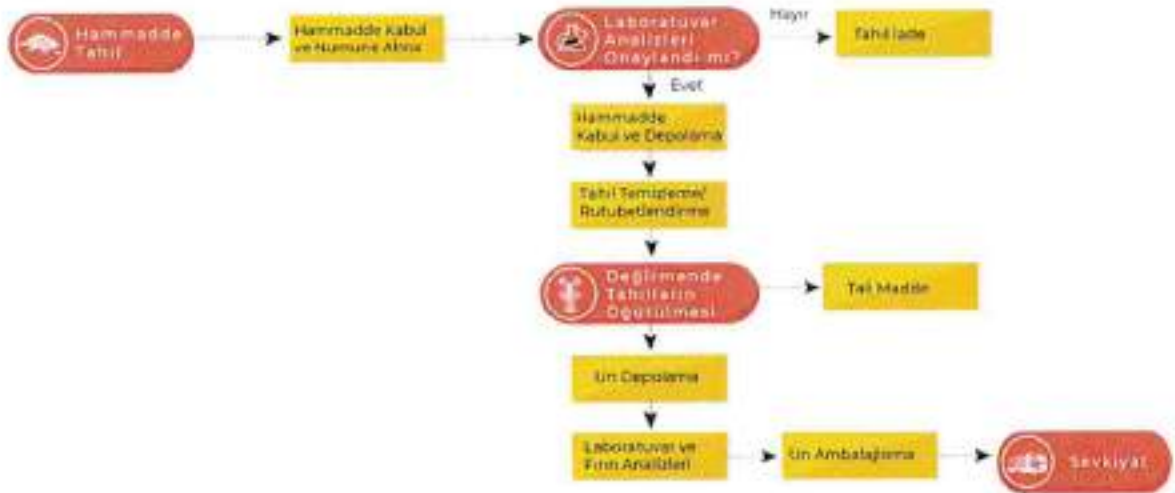 Hammadde
Tahıl
Hammadde Kabul
ve Numune Alma
Laboratuvar
Analizleri
Onaylandı mı?
Hayır
Tahıl İade
Evet
Hammadde
Kabul ve Depolama
Tahıl Temizleme/
Rutubetlendirme
Değirmende
Tahılların
Öğütülmesi
Tali Madde
Un Depolama
Laboratuvar ve
Fırın Analizleri
Un Ambalajlama
Sevkiyat